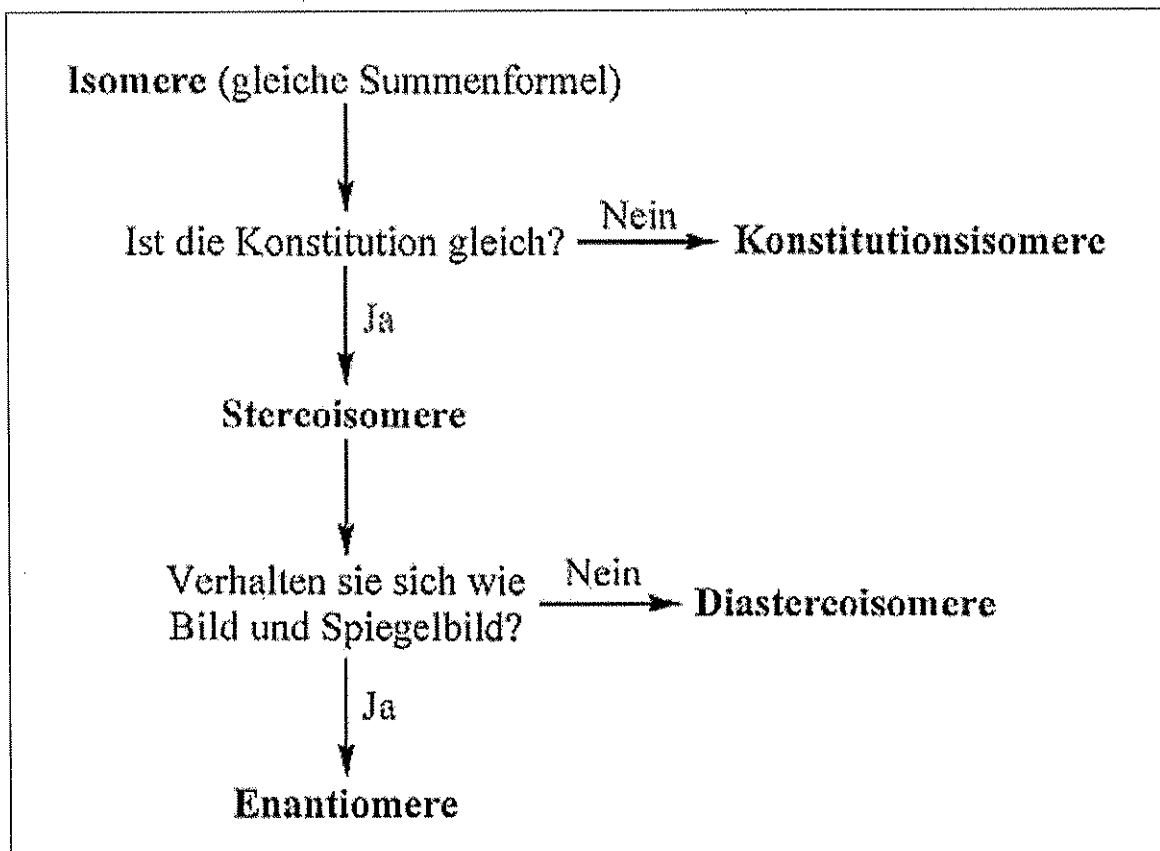 Isomere (gleiche Summenformel)
Ist die Konstitution gleich?
Nein
Konstitutionsisomere
Ja
Stereoisomere
Verhalten sie sich wie
Bild und Spiegelbild?
Nein
Diastereoisomere
Ja
Enantiomere